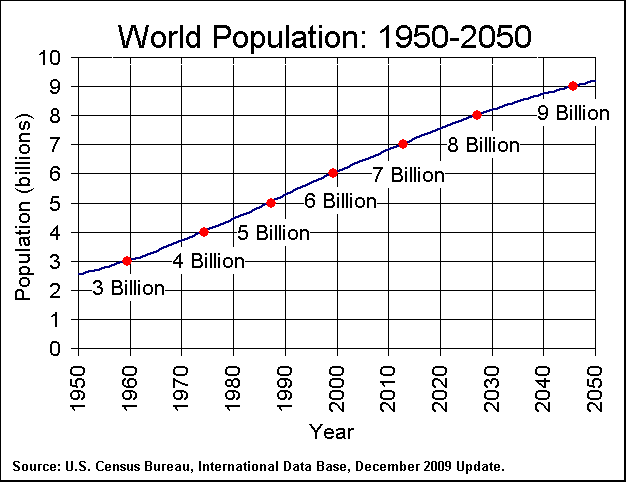 World Population: 1950-2050
10
9
8
7
6
5
4
3
2
1
0
Population (billions)
3 Billion
4 Billion
5 Billion
6 Billion
7 Billion
8 Billion
9 Billion
1950
1960
1970
1980
1990
2000
2010
2020
2030
2040
2050
Year
Source: U.S. Census Bureau, International Data Base, December 2009 Update.